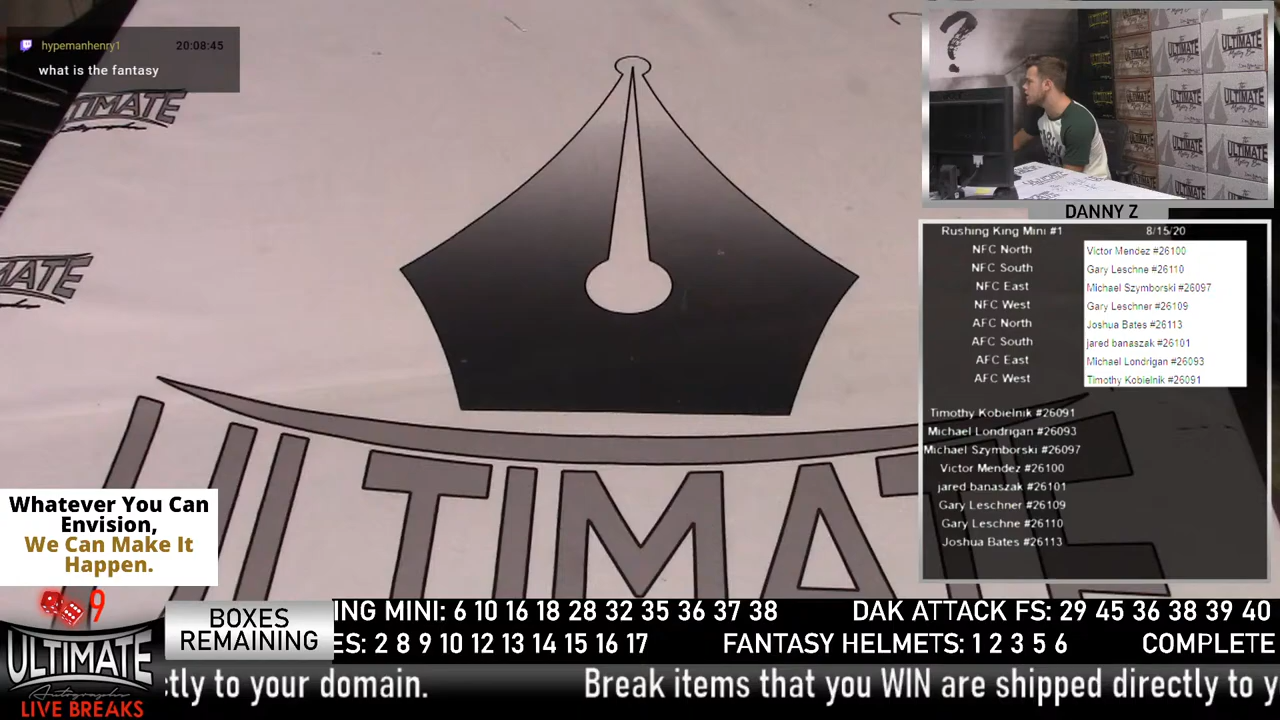 hypemanhenry1 20:08:45
what is the fantasy
ULTIMATE
DANNY Z
Rushing King Mini #1 8/15/20
NFC North Victor Mendez #26100
NFC South Gary Leschne #26110
NFC East Michael Szymborski #26097
NFC West Gary Leschner #26109
AFC North Joshua Bates #26113
AFC South jared banaszak #26101
AFC East Michael Londrigan #26093
AFC West Timothy Kobielnik #26091
Timothy Kobielnik #26091
Michael Londrigan #26093
Michael Szymborski #26097
Victor Mendez #26100
jared banaszak #26101
Gary Leschner #26109
Gary Leschne #26110
Joshua Bates #26113
ULTIMATE
Whatever You Can
Envision,
We Can Make It
Happen.
9
ULTIMATE
Autographs
LIVE BREAKS
BOXES
REMAINING
ING MINI: 6 10 16 18 28 32 35 36 37 38 DAK ATTACK FS: 29 45 36 38 39 40
ES: 2 8 9 10 12 13 14 15 16 17 FANTASY HELMETS: 1 2 3 5 6 COMPLETE
ctly to your domain. Break items that you WIN are shipped directly to y